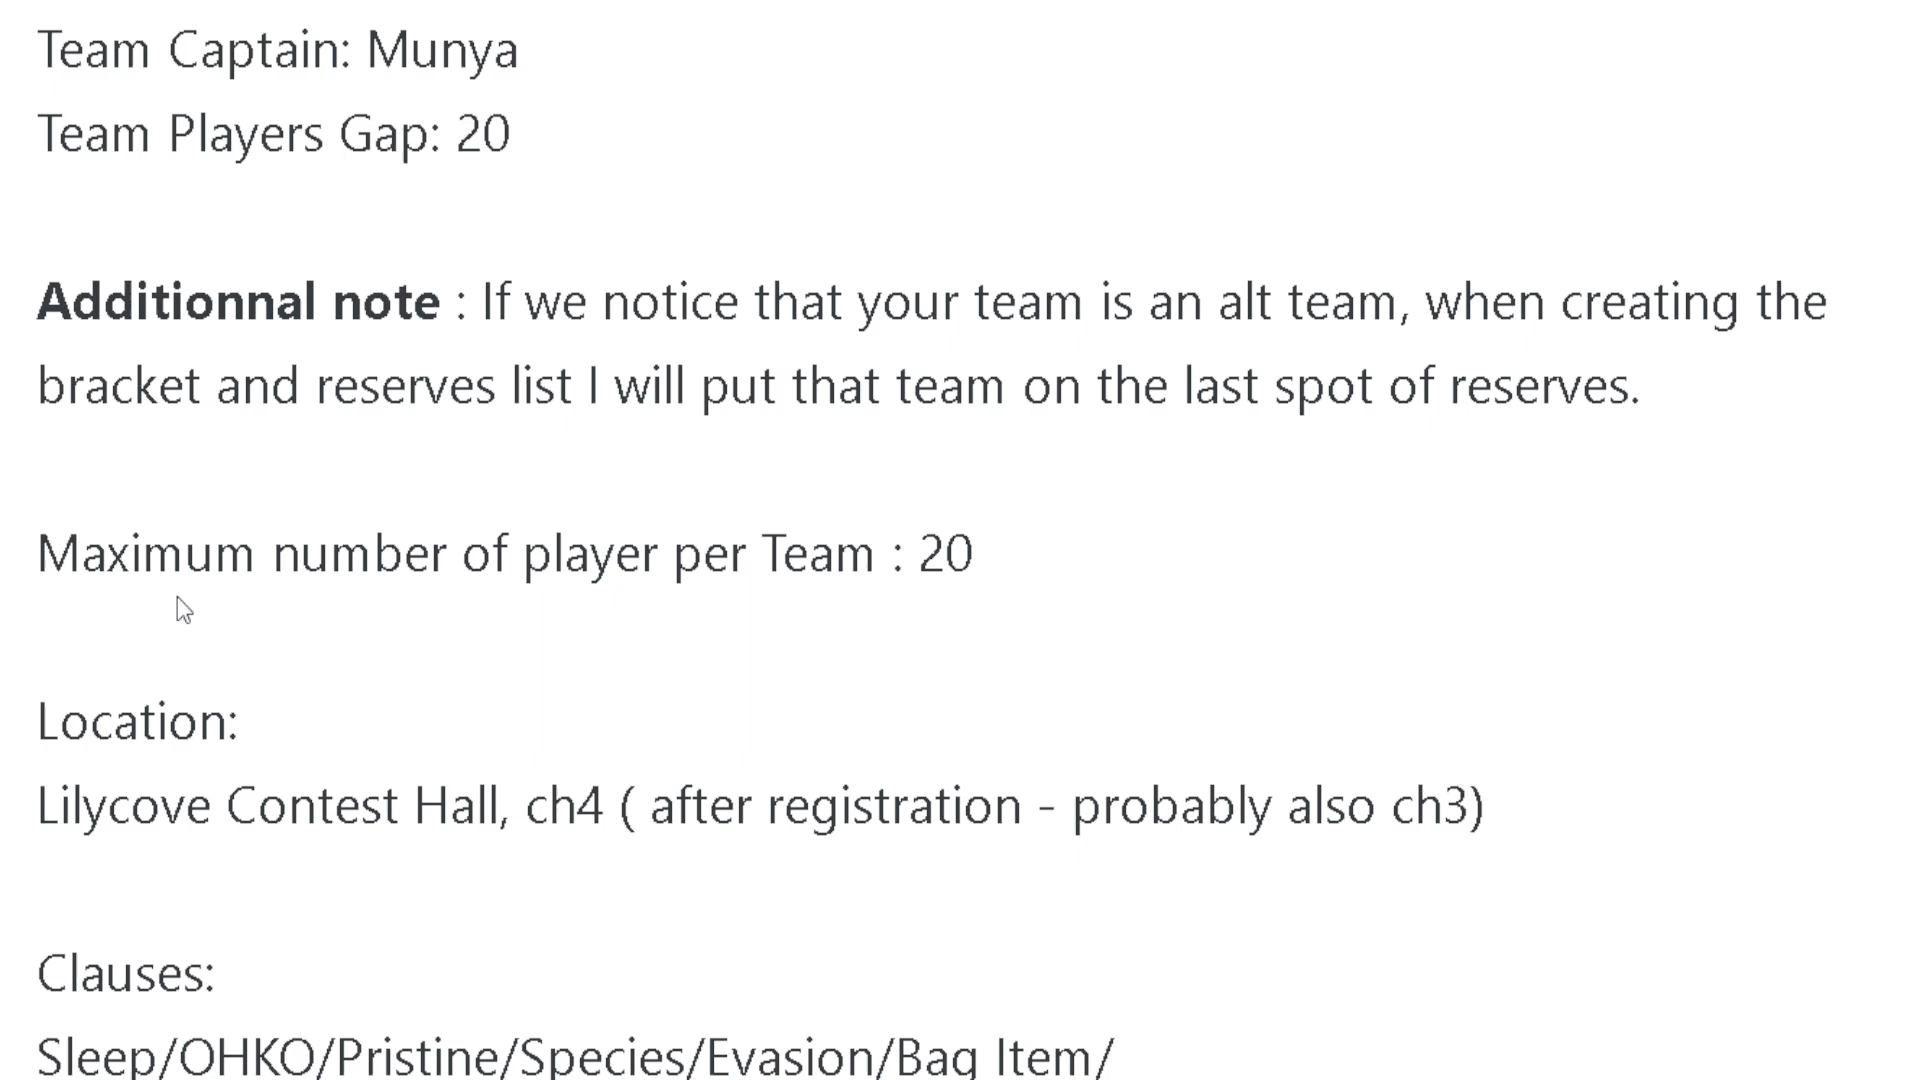 Team Captain: Munya
Team Players Gap: 20
Additionnal note : If we notice that your team is an alt team, when creating the
bracket and reserves list I will put that team on the last spot of reserves.
Maximum number of player per Team : 20
Location:
Lilycove Contest Hall, ch4 ( after registration - probably also ch3)
Clauses:
Sleep/OHKO/Pristine/Species/Evasion/Bag Item/